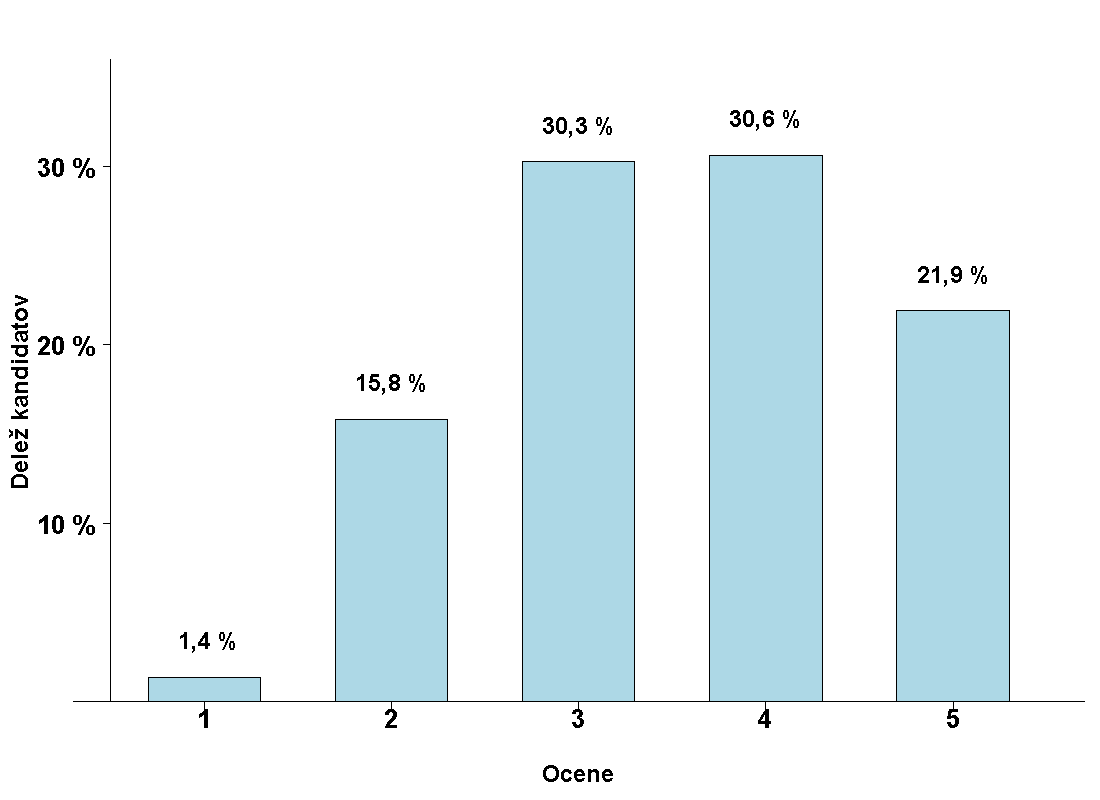 30,6 %
30,3 %
30 %
21,9 %
20 %
15,8 %
10 %
1,4 %
Delež kandidatov
1 2 3 4 5
Ocene